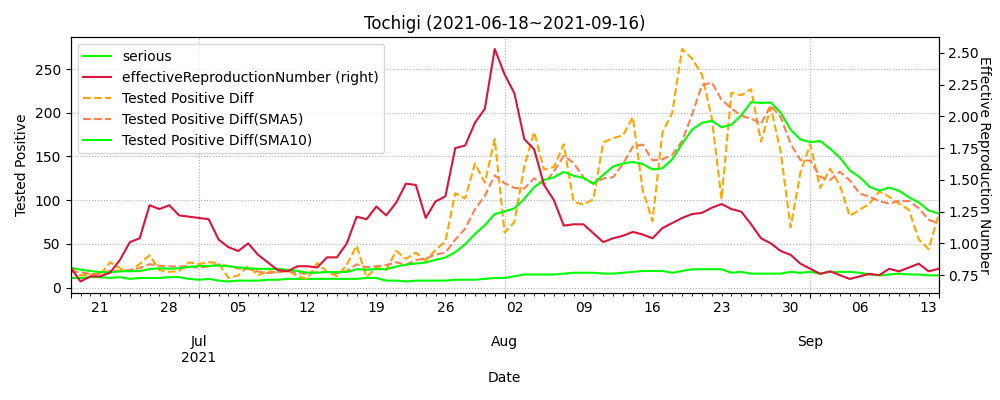 Tochigi (2021-06-18~2021-09-16)
serious
effectiveReproductionNumber (right)
Tested Positive Diff
Tested Positive Diff(SMA5)
Tested Positive Diff(SMA10)
Tested Positive
250
200
150
100
50
0
Effective Reproduction Number
2.50
2.25
2.00
1.75
1.50
1.25
1.00
0.75
21 28 05 12 19 26 02 09 16 23 30 06 13
Jul Aug Sep
2021
Date